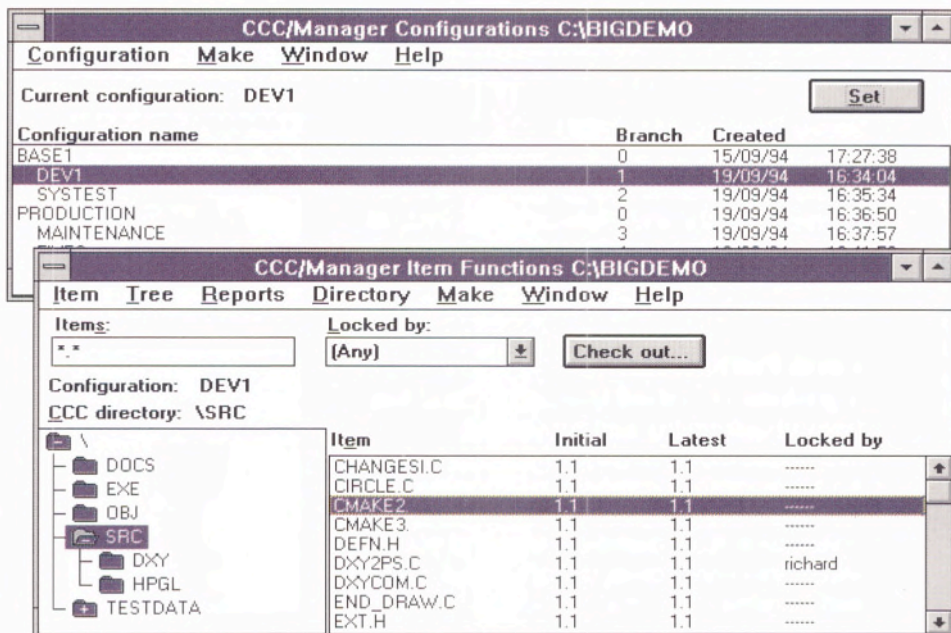 CCC/Manager Configurations C:\BIGDEMO
Configuration Make Window Help
Current configuration: DEV1 Set
Configuration name Branch Created
BASE1 0 15/09/94 17:27:38
DEV1 1 19/09/94 16:34:04
SYSTEST 2 19/09/94 16:35:34
PRODUCTION 0 19/09/94 16:36:50
MAINTENANCE 3 19/09/94 16:37:57
CCC/Manager Item Functions C:\BIGDEMO
Item Tree Reports Directory Make Window Help
Items: Locked by:
*.* (Any) Check out...
Configuration: DEV1
CCC directory: \SRC
Item Initial Latest Locked by
\
DOCS
EXE
OBJ
SRC
DXY
HPGL
TESTDATA
CHANGESI.C 1.1 1.1 ------
CIRCLE.C 1.1 1.1 ------
CMAKE2. 1.1 1.1 ------
CMAKE3. 1.1 1.1 ------
DEFN.H 1.1 1.1 ------
DXY2PS.C 1.1 1.1 richard
DXYCOM.C 1.1 1.1 ------
END_DRAW.C 1.1 1.1 ------
EXT.H 1.1 1.1 ------